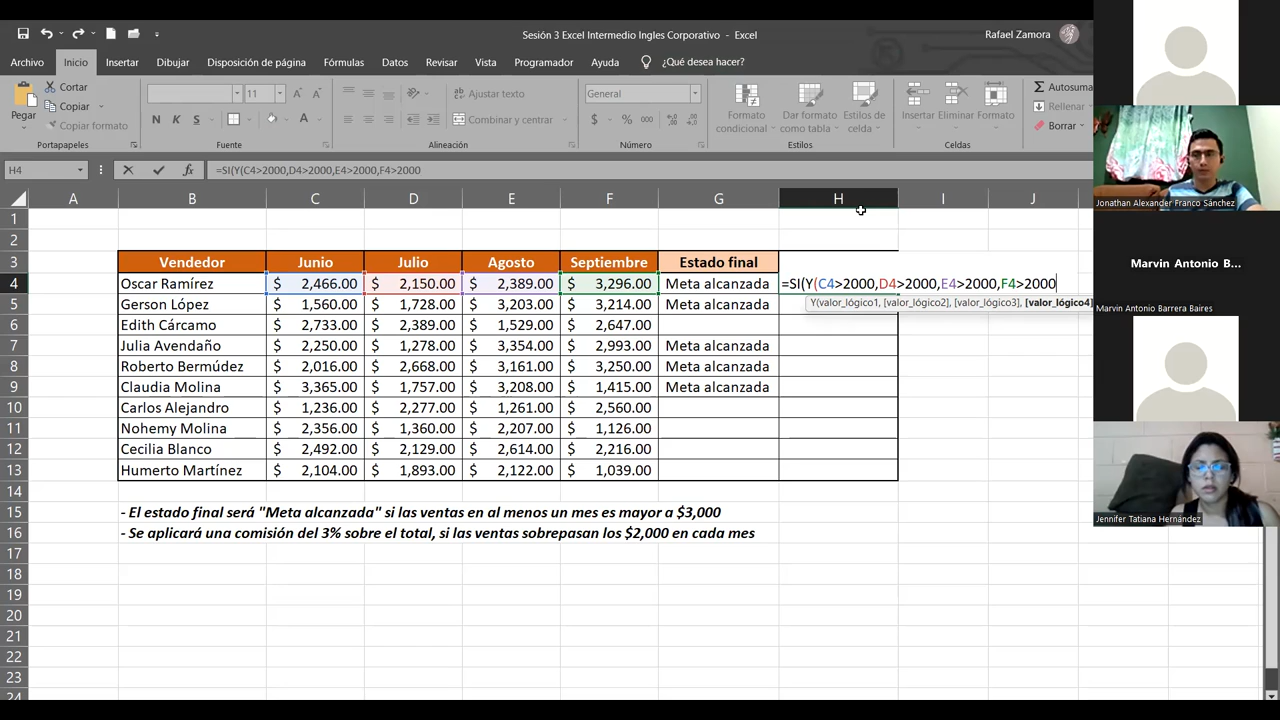 Sesión 3 Excel Intermedio Ingles Corporativo - Excel
Rafael Zamora
Archivo Inicio Insertar Dibujar Disposición de página Fórmulas Datos Revisar Vista Programador Ayuda ¿Qué desea hacer?
Pegar
Cortar
Copiar
Copiar formato
Portapapeles
11
N K S
Fuente
Ajustar texto
Combinar y centrar
Alineación
General
$ % 000
Número
Formato condicional
Dar formato como tabla
Estilos de celda
Estilos
Insertar Eliminar Formato
Celdas
Autosuma
Rellenar
Borrar
H4 fx =SI(Y(C4>2000,D4>2000,E4>2000,F4>2000
A B C D E F G H I J
1
2
3 Vendedor Junio Julio Agosto Septiembre Estado final
4 Oscar Ramírez $ 2,466.00 $ 2,150.00 $ 2,389.00 $ 3,296.00 Meta alcanzada =SI(Y(C4>2000,D4>2000,E4>2000,F4>2000
Y(valor_lógico1, [valor_lógico2], [valor_lógico3], [valor_lógico4]
5 Gerson López $ 1,560.00 $ 1,728.00 $ 3,203.00 $ 3,214.00 Meta alcanzada
6 Edith Cárcamo $ 2,733.00 $ 2,389.00 $ 1,529.00 $ 2,647.00
7 Julia Avendaño $ 2,250.00 $ 1,278.00 $ 3,354.00 $ 2,993.00 Meta alcanzada
8 Roberto Bermúdez $ 2,016.00 $ 2,668.00 $ 3,161.00 $ 3,250.00 Meta alcanzada
9 Claudia Molina $ 3,365.00 $ 1,757.00 $ 3,208.00 $ 1,415.00 Meta alcanzada
10 Carlos Alejandro $ 1,236.00 $ 2,277.00 $ 1,261.00 $ 2,560.00
11 Nohemy Molina $ 2,356.00 $ 1,360.00 $ 2,207.00 $ 1,126.00
12 Cecilia Blanco $ 2,492.00 $ 2,129.00 $ 2,614.00 $ 2,216.00
13 Humerto Martínez $ 2,104.00 $ 1,893.00 $ 2,122.00 $ 1,039.00
14
15 - El estado final será "Meta alcanzada" si las ventas en al menos un mes es mayor a $3,000
16 - Se aplicará una comisión del 3% sobre el total, si las ventas sobrepasan los $2,000 en cada mes
17
18
19
20
21
22
23
24
Jonathan Alexander Franco Sánchez
Marvin Antonio B...
Marvin Antonio Barrera Baires
Jennifer Tatiana Hernández